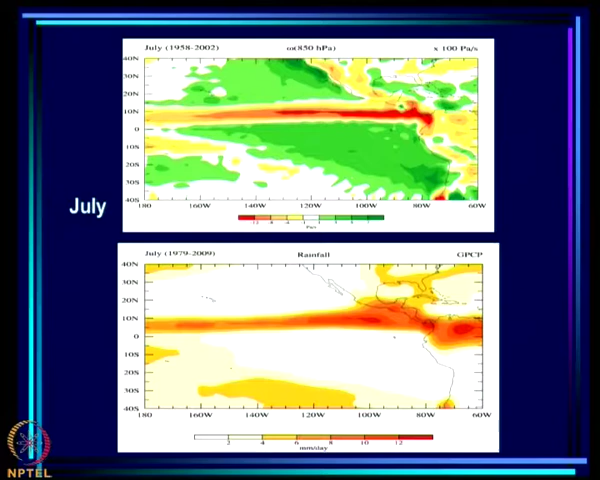 July (1958-2002) ω(850 hPa) x 100 Pa/s
40N
30N
20N
10N
0
10S
20S
30S
40S
180 160W 140W 120W 100W 80W 60W
Pa/s
July
July (1979-2009) Rainfall GPCP
40N
30N
20N
10N
0
10S
20S
30S
40S
180 160W 140W 120W 100W 80W 60W
2 4 6 8 10 12
mm/day
NPTEL